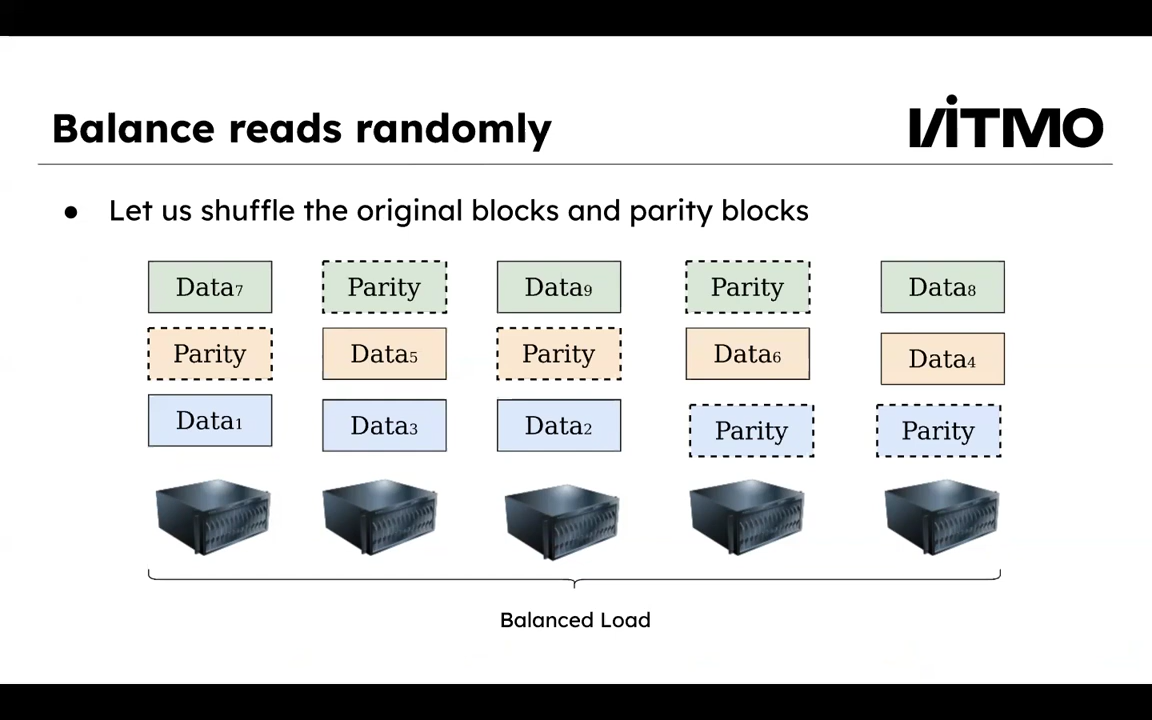 Balance reads randomly
ITMO
● Let us shuffle the original blocks and parity blocks
Data7 Parity Data9 Parity Data8
Parity Data5 Parity Data6 Data4
Data1 Data3 Data2 Parity Parity
Balanced Load